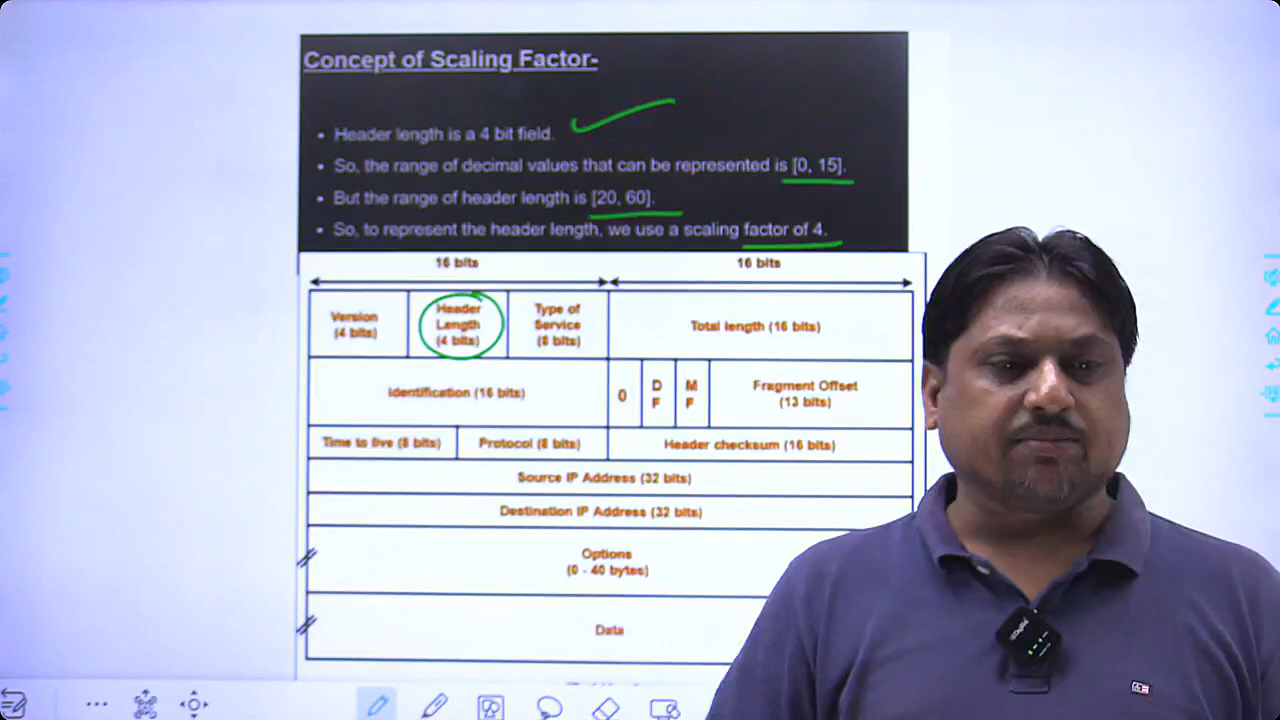 Concept of Scaling Factor-
• Header length is a 4 bit field.
• So, the range of decimal values that can be represented is [0, 15].
• But the range of header length is [20, 60].
• So, to represent the header length, we use a scaling factor of 4.
16 bits 16 bits
Version
(4 bits)
Header
Length
(4 bits)
Type of
Service
(8 bits)
Total length (16 bits)
Identification (16 bits)
0
D
F
M
F
Fragment Offset
(13 bits)
Time to live (8 bits) Protocol (8 bits) Header checksum (16 bits)
Source IP Address (32 bits)
Destination IP Address (32 bits)
Options
(0 - 40 bytes)
Data